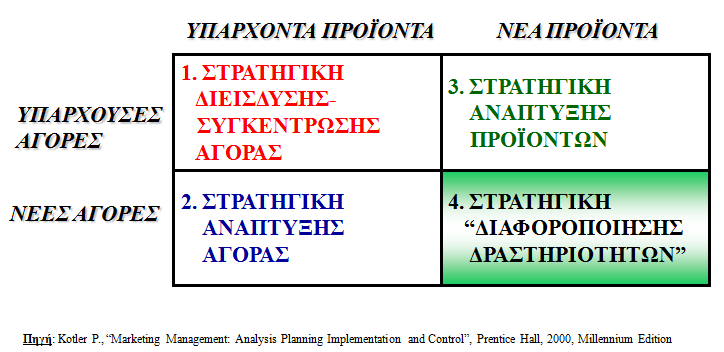 ΥΠΑΡΧΟΝΤΑ ΠΡΟΪΟΝΤΑ
ΝΕΑ ΠΡΟΪΟΝΤΑ
ΥΠΑΡΧΟΥΣΕΣ
ΑΓΟΡΕΣ
1. ΣΤΡΑΤΗΓΙΚΗ
ΔΙΕΙΣΔΥΣΗΣ-
ΣΥΓΚΕΝΤΡΩΣΗΣ
ΑΓΟΡΑΣ
3. ΣΤΡΑΤΗΓΙΚΗ
ΑΝΑΠΤΥΞΗΣ
ΠΡΟΪΟΝΤΩΝ
ΝΕΕΣ ΑΓΟΡΕΣ
2. ΣΤΡΑΤΗΓΙΚΗ
ΑΝΑΠΤΥΞΗΣ
ΑΓΟΡΑΣ
4. ΣΤΡΑΤΗΓΙΚΗ
“ΔΙΑΦΟΡΟΠΟΙΗΣΗΣ
ΔΡΑΣΤΗΡΙΟΤΗΤΩΝ”
Πηγή: Kotler P., “Marketing Management: Analysis Planning Implementation and Control”, Prentice Hall, 2000, Millennium Edition